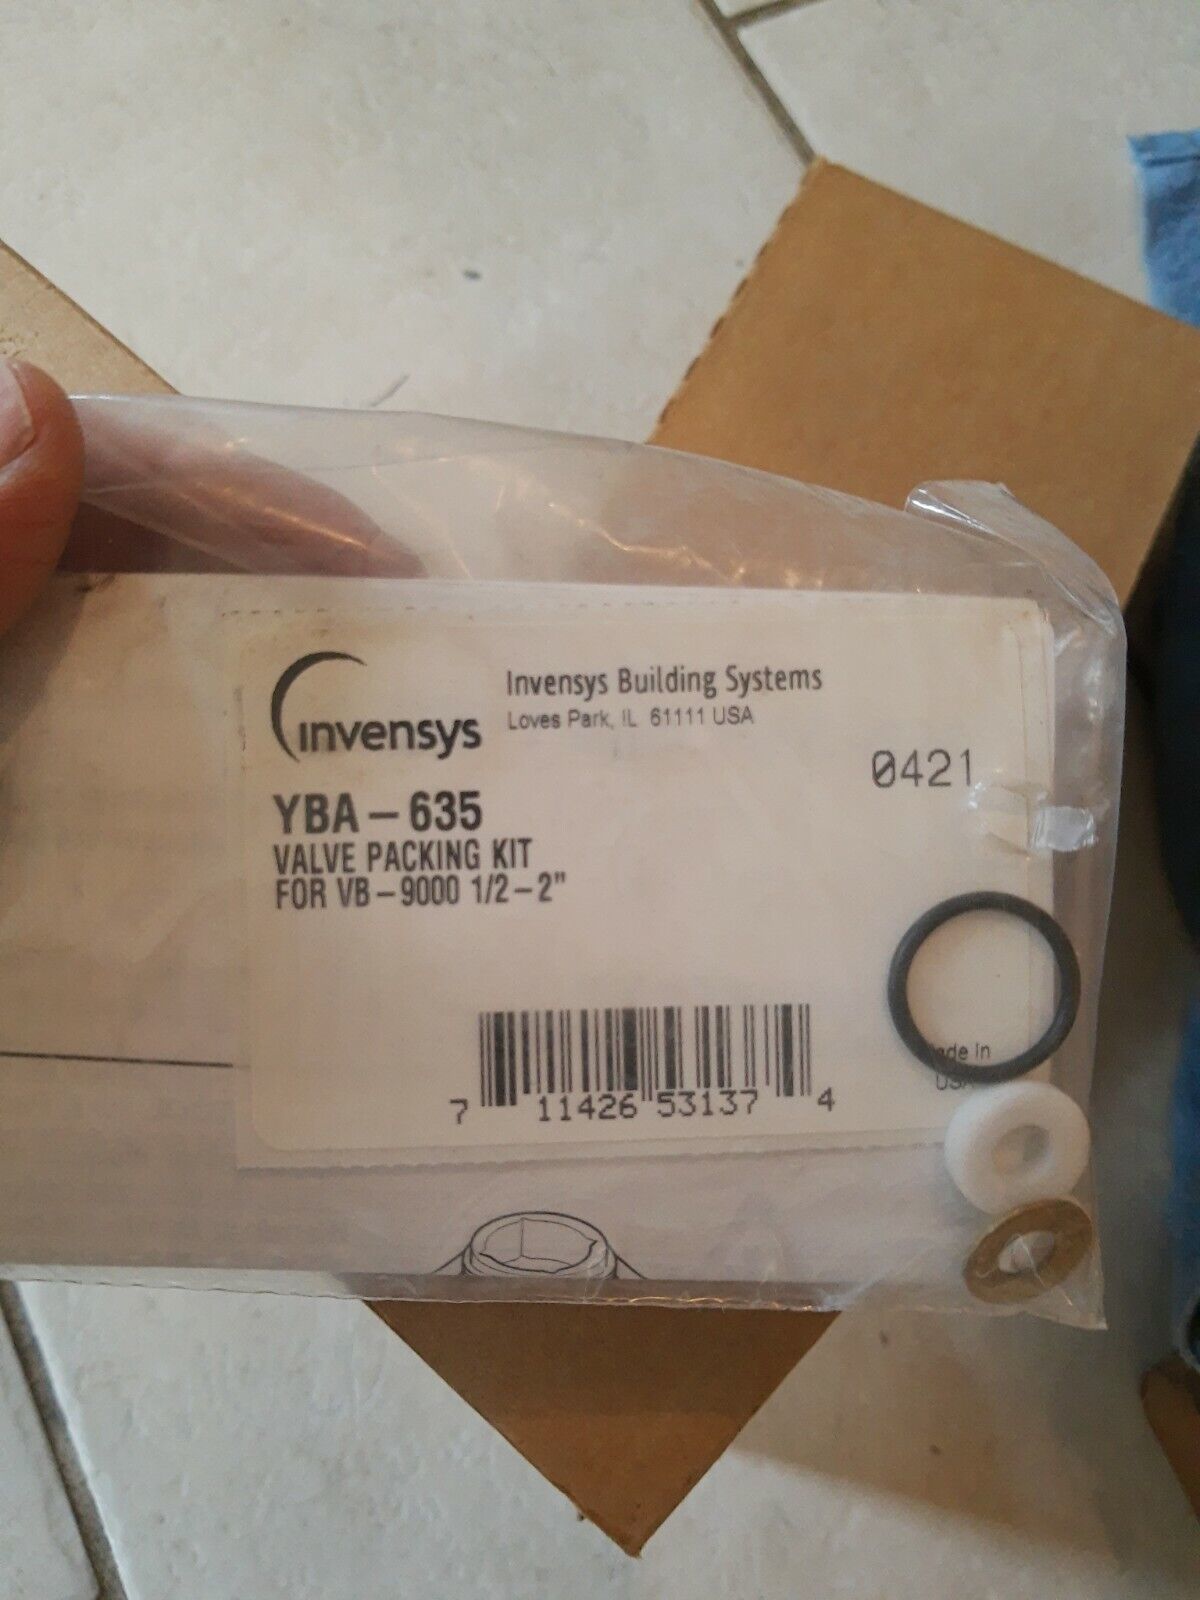 invensys
Invensys Building Systems
Loves Park, IL 61111 USA
0421
YBA-635
VALVE PACKING KIT
FOR VB-9000 1/2-2"
7 11426 53137 4
In
USA